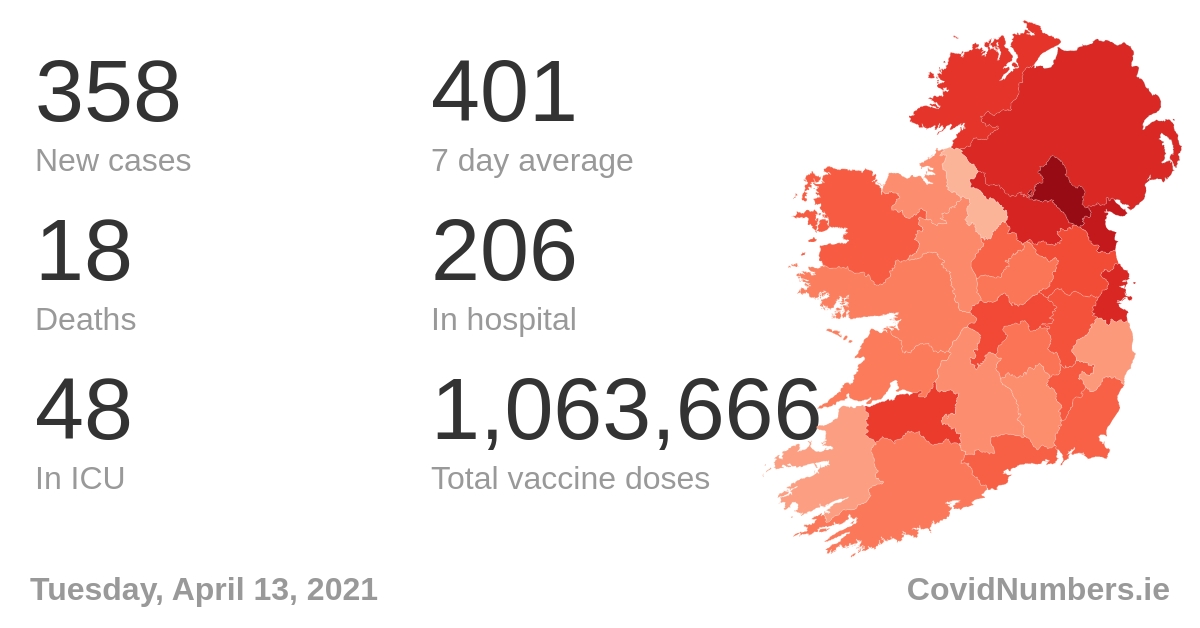 358
New cases
401
7 day average
18
Deaths
206
In hospital
48
In ICU
1,063,666
Total vaccine doses
Tuesday, April 13, 2021
CovidNumbers.ie